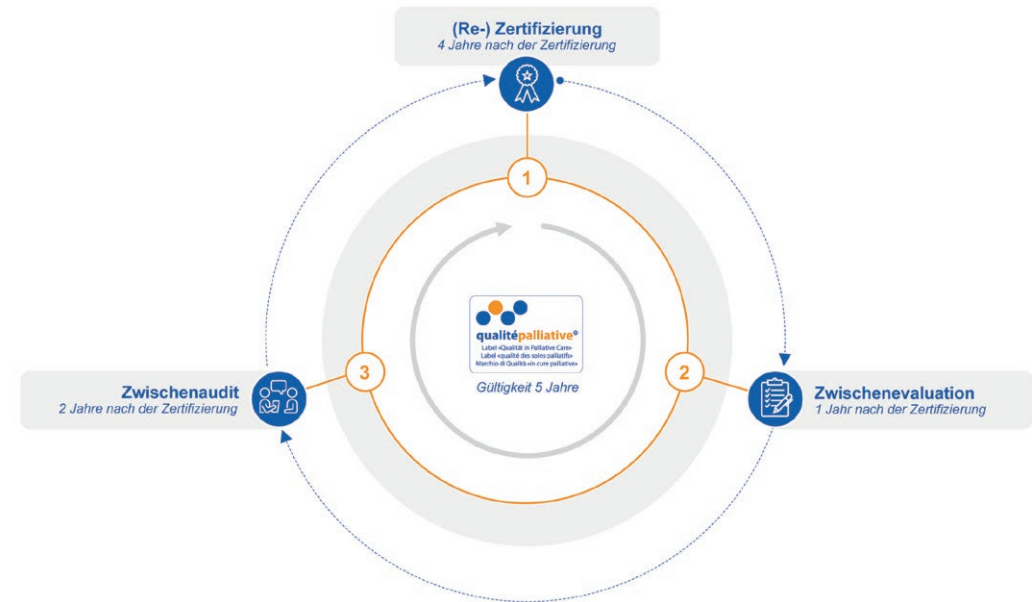 (Re-) Zertifizierung
4 Jahre nach der Zertifizierung
1
qualitépalliative®
Label «Qualität in Palliative Care»
Label «qualité des soins palliatifs»
Marchio di Qualità «in cure palliative»
Gültigkeit 5 Jahre
2
Zwischenevaluation
1 Jahr nach der Zertifizierung
3
Zwischenaudit
2 Jahre nach der Zertifizierung